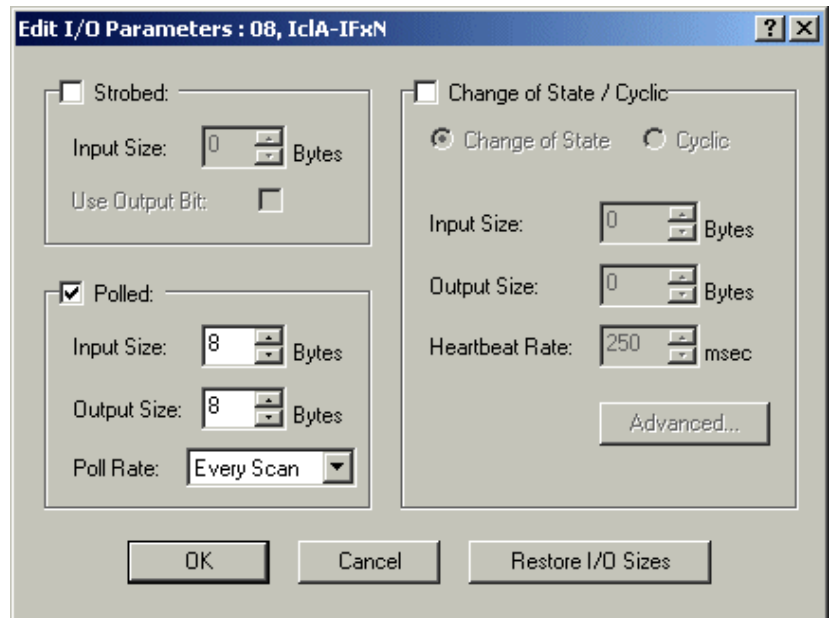 Edit I/O Parameters : 08, IclA-IFxN
Strobed:
Input Size: 0 Bytes
Use Output Bit:
Polled:
Input Size: 8 Bytes
Output Size: 8 Bytes
Poll Rate: Every Scan
Change of State / Cyclic
Change of State Cyclic
Input Size: 0 Bytes
Output Size: 0 Bytes
Heartbeat Rate: 250 msec
Advanced...
OK Cancel Restore I/O Sizes